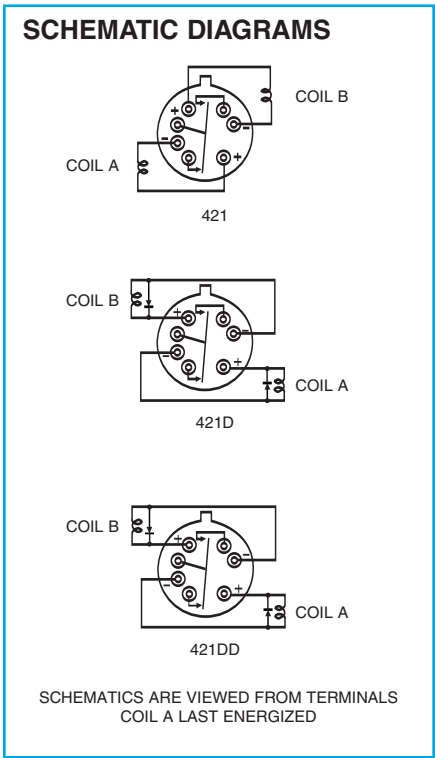 SCHEMATIC DIAGRAMS
COIL B
+
-
-
+
COIL A
421
COIL B
+
-
-
+
COIL A
421D
COIL B
+
-
-
+
COIL A
421DD
SCHEMATICS ARE VIEWED FROM TERMINALS
COIL A LAST ENERGIZED